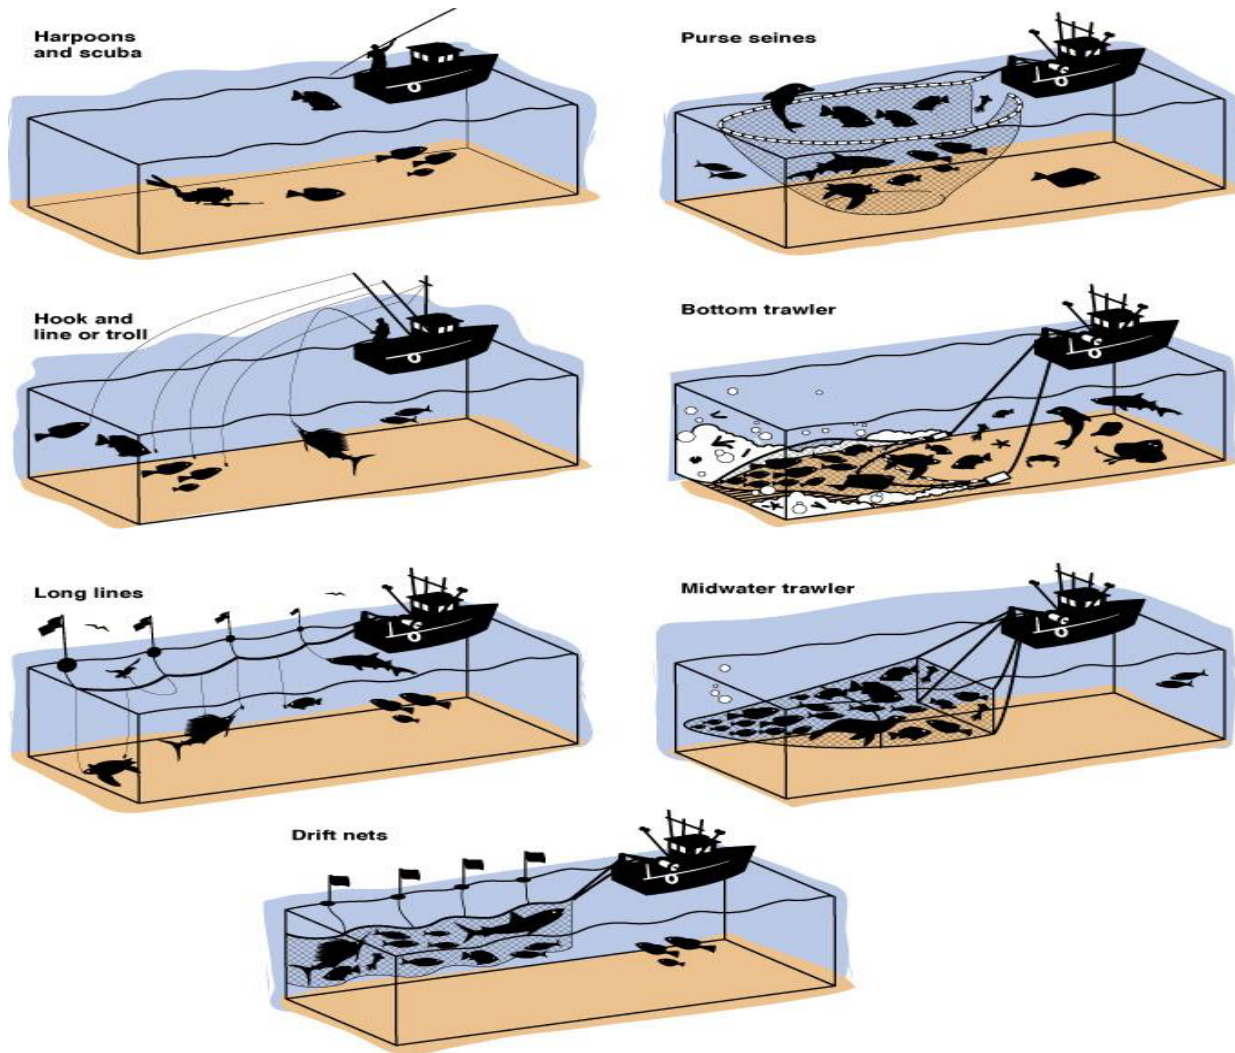 Harpoons
and scuba
Purse seines
Hook and
line or troll
Bottom trawler
Long lines
Midwater trawler
Drift nets